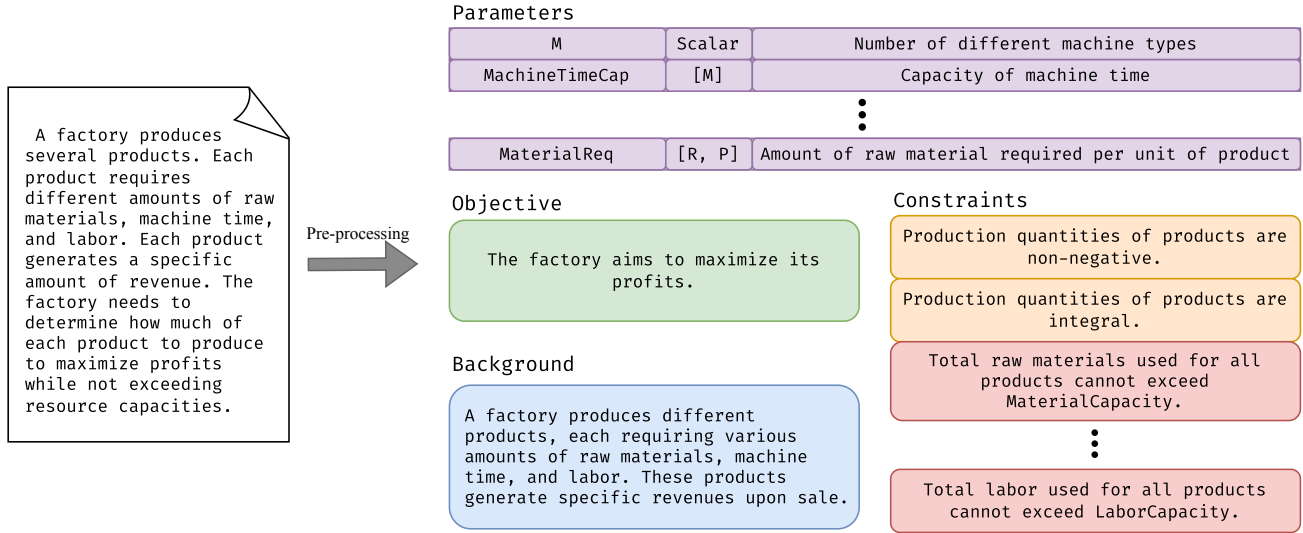 A factory produces
several products. Each
product requires
different amounts of raw
materials, machine time,
and labor. Each product
generates a specific
amount of revenue. The
factory needs to
determine how much of
each product to produce
to maximize profits
while not exceeding
resource capacities.
Pre-processing
Parameters
M Scalar Number of different machine types
MachineTimeCap [M] Capacity of machine time
MaterialReq [R, P] Amount of raw material required per unit of product
Objective
The factory aims to maximize its
profits.
Background
A factory produces different
products, each requiring various
amounts of raw materials, machine
time, and labor. These products
generate specific revenues upon sale.
Constraints
Production quantities of products are
non-negative.
Production quantities of products are
integral.
Total raw materials used for all
products cannot exceed
MaterialCapacity.
Total labor used for all products
cannot exceed LaborCapacity.